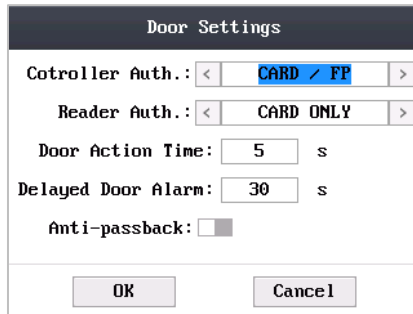 Door Settings
Cotroller Auth.: < CARD / FP >
Reader Auth.: < CARD ONLY >
Door Action Time: 5 s
Delayed Door Alarm: 30 s
Anti-passback:
OK Cancel